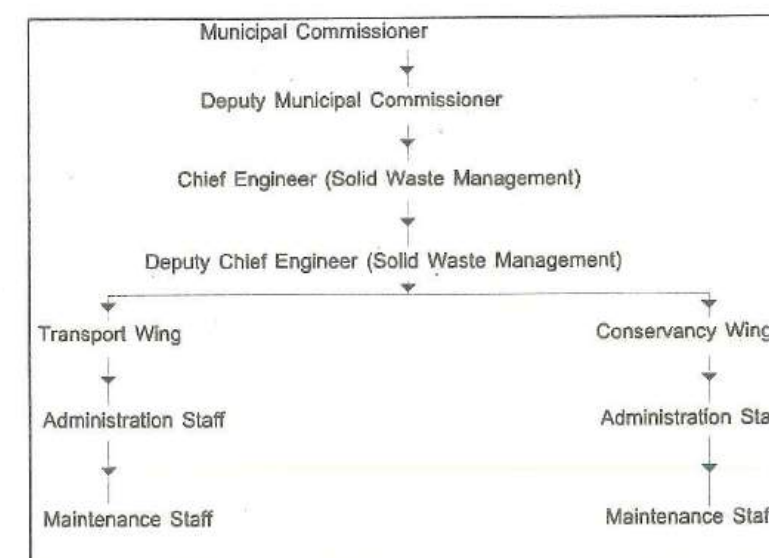 Municipal Commissioner
Deputy Municipal Commissioner
Chief Engineer (Solid Waste Management)
Deputy Chief Engineer (Solid Waste Management)
Transport Wing
Conservancy Wing
Administration Staff
Administration Sta
Maintenance Staff
Maintenance Staf